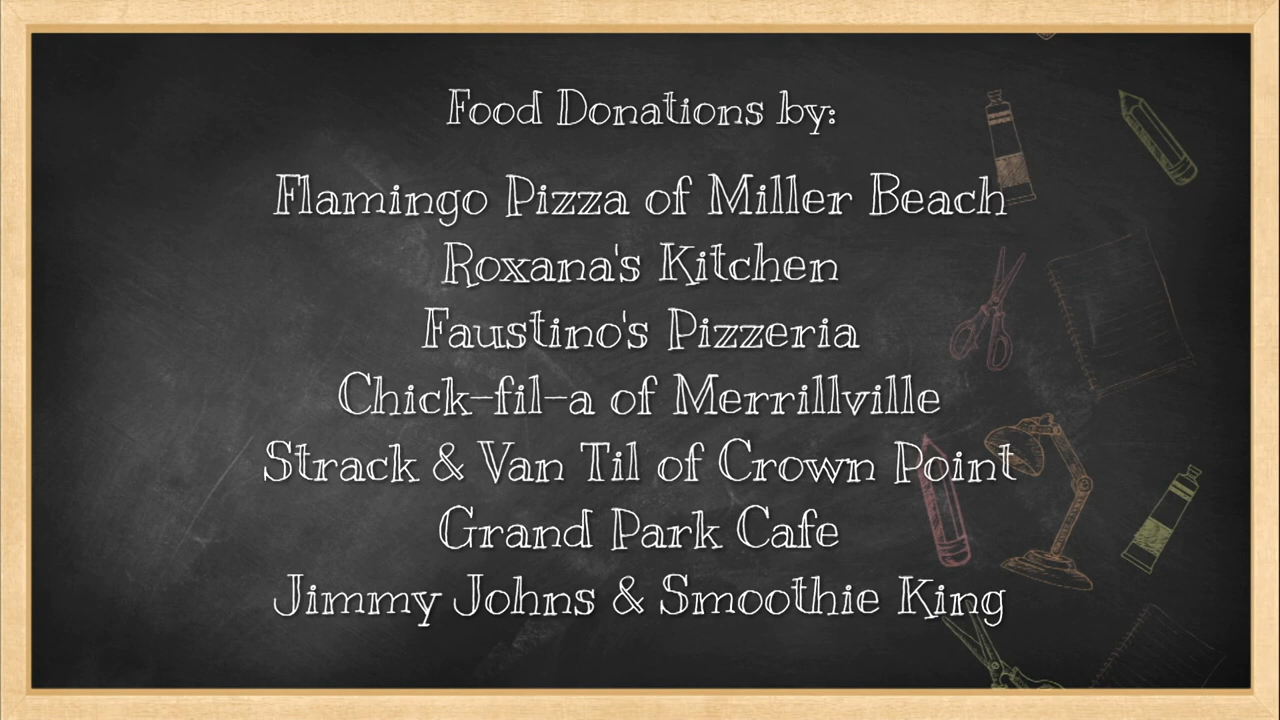 Food Donations by:
Flamingo Pizza of Miller Beach
Roxana's Kitchen
Faustino's Pizzeria
Chick-fil-a of Merrillville
Strack & Van Til of Crown Point
Grand Park Cafe
Jimmy Johns & Smoothie King